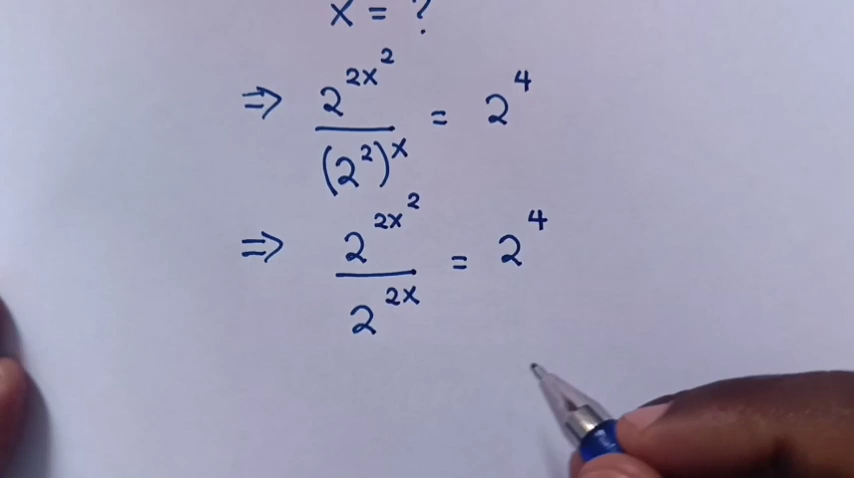 x = ?
⇒ 2^{2x^2} / (2^2)^x = 2^4
⇒ 2^{2x^2} / 2^{2x} = 2^4